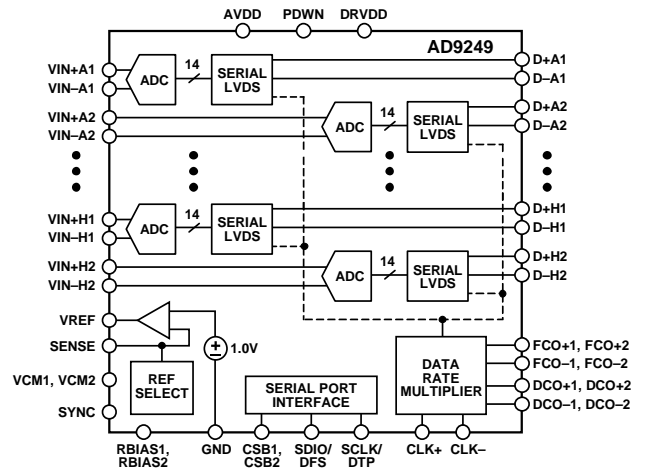 AVDD PDWN DRVDD
AD9249
VIN+A1 ADC 14 SERIAL LVDS D+A1
VIN–A1 D–A1
VIN+A2 ADC 14 SERIAL LVDS D+A2
VIN–A2 D–A2
VIN+H1 ADC 14 SERIAL LVDS D+H1
VIN–H1 D–H1
VIN+H2 ADC 14 SERIAL LVDS D+H2
VIN–H2 D–H2
VREF
SENSE
1.0V
REF
SELECT
VCM1, VCM2
SYNC
SERIAL PORT
INTERFACE
DATA
RATE
MULTIPLIER
FCO+1, FCO+2
FCO–1, FCO–2
DCO+1, DCO+2
DCO–1, DCO–2
RBIAS1,
RBIAS2
GND
CSB1,
CSB2
SDIO/
DFS
SCLK/
DTP
CLK+
CLK–